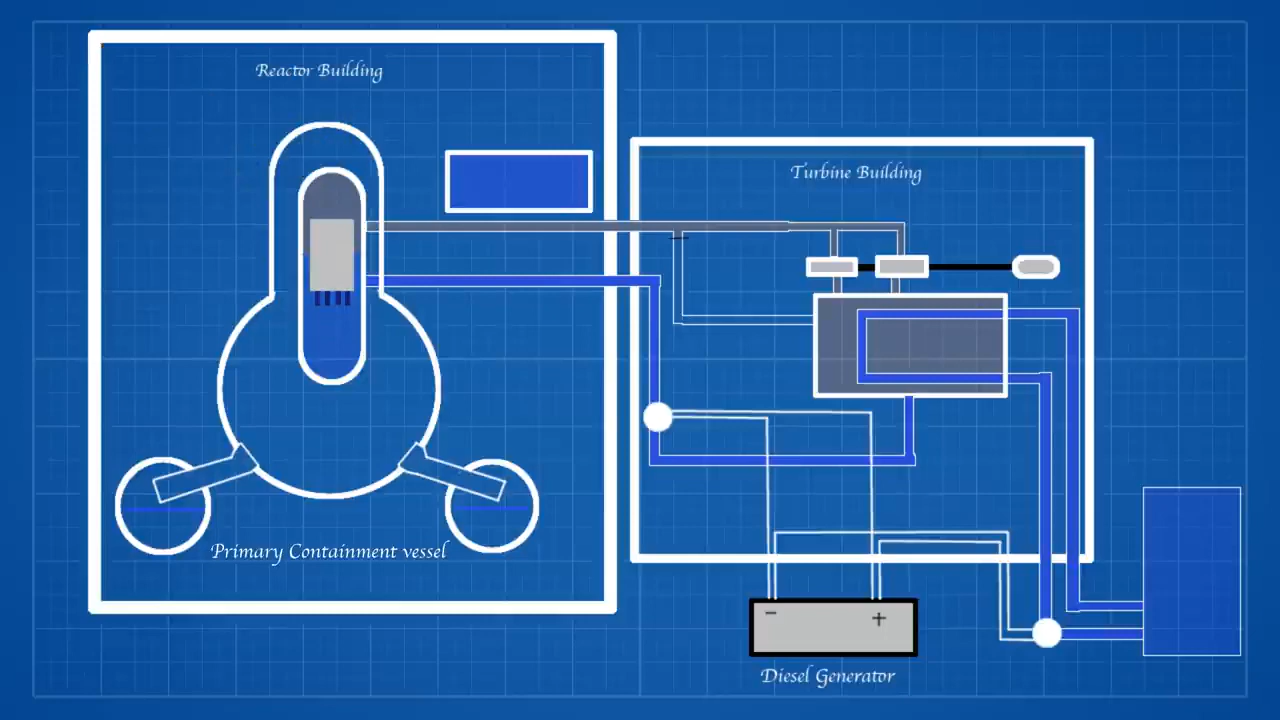 Reactor Building
Turbine Building
Primary Containment vessel
− +
Diesel Generator